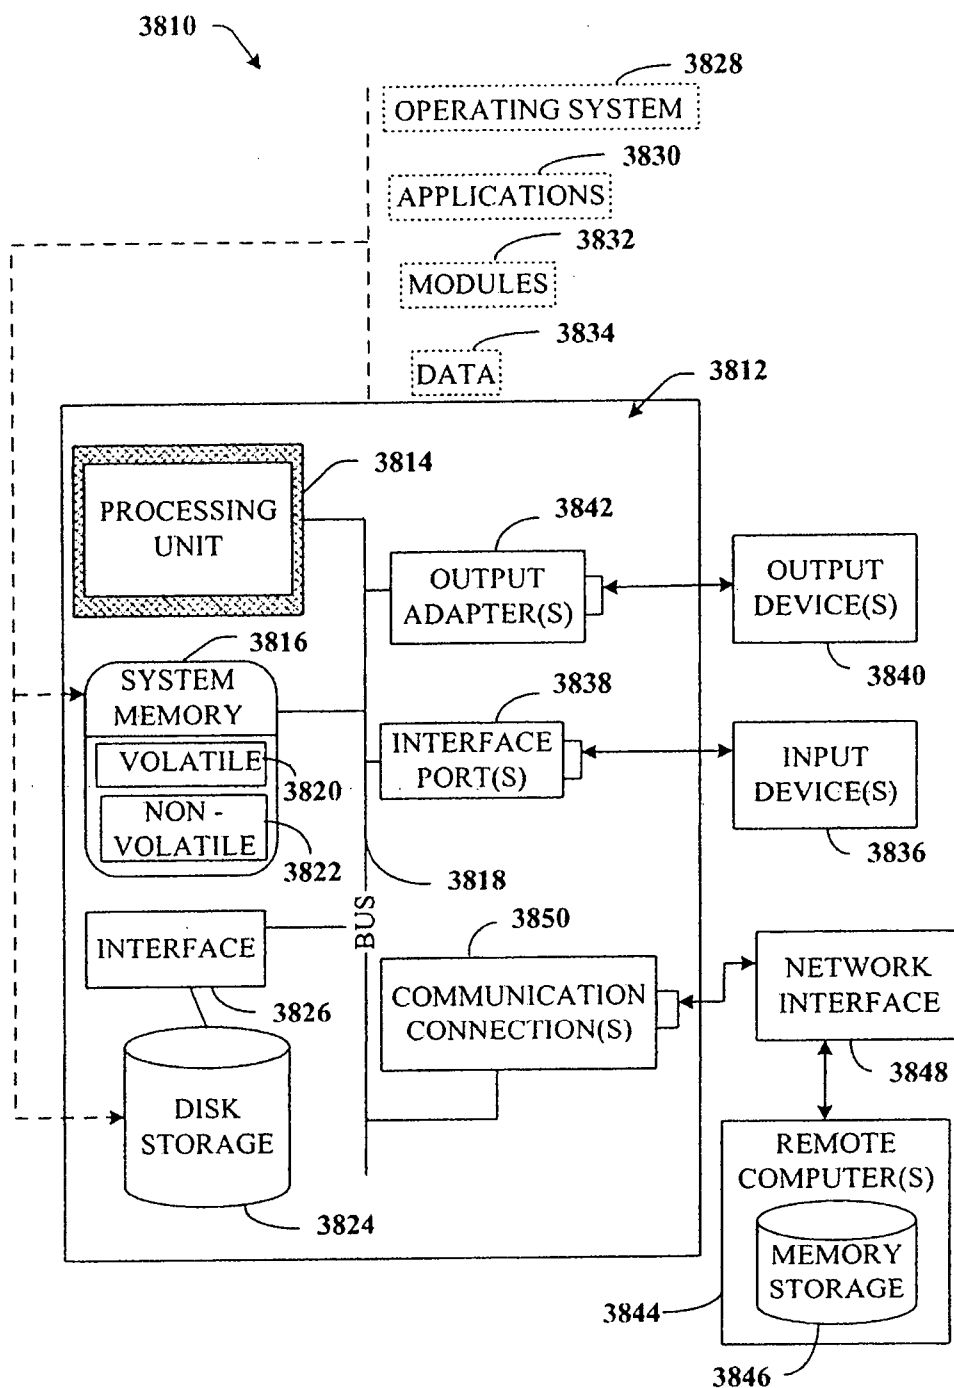 3810
3828
OPERATING SYSTEM
3830
APPLICATIONS
3832
MODULES
3834
DATA
3812
3814
PROCESSING
UNIT
3842
OUTPUT
ADAPTER(S)
OUTPUT
DEVICE(S)
3840
3816
SYSTEM
MEMORY
VOLATILE
3820
NON -
VOLATILE
3822
3838
INTERFACE
PORT(S)
INPUT
DEVICE(S)
3836
3818
BUS
INTERFACE
3826
3850
COMMUNICATION
CONNECTION(S)
NETWORK
INTERFACE
3848
DISK
STORAGE
3824
REMOTE
COMPUTER(S)
MEMORY
STORAGE
3844
3846